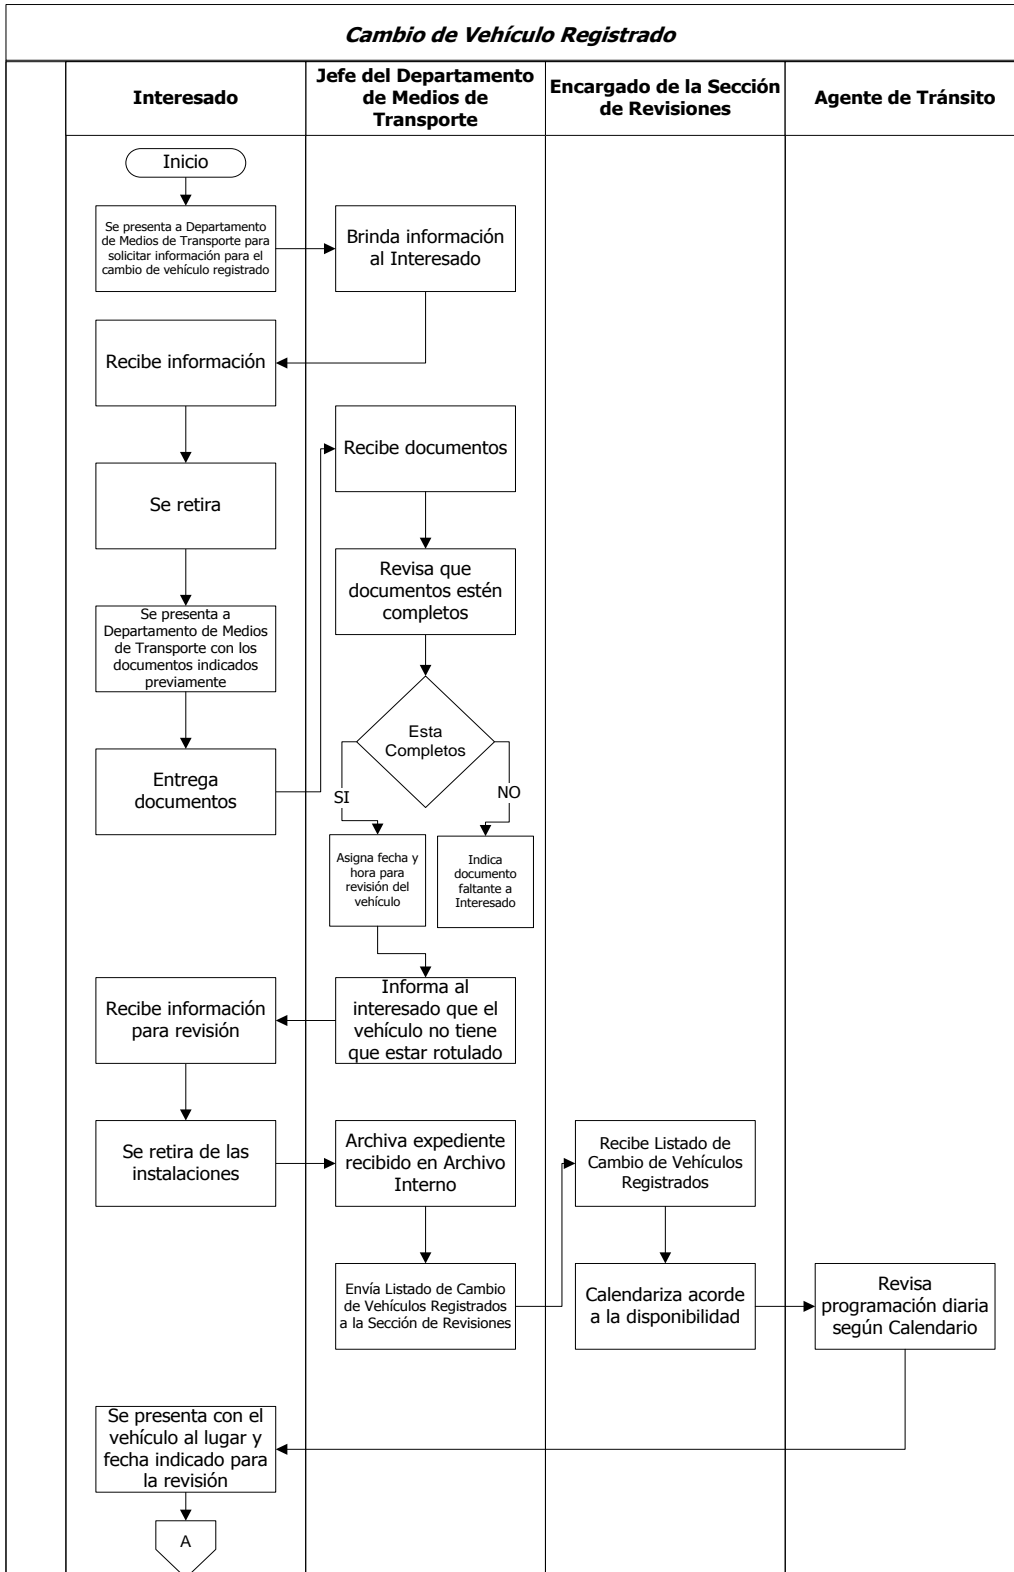 Cambio de Vehículo Registrado
Interesado
Jefe del Departamento
de Medios de
Transporte
Encargado de la Sección
de Revisiones
Agente de Tránsito
Inicio
Se presenta a Departamento
de Medios de Transporte para
solicitar información para el
cambio de vehículo registrado
Brinda información
al Interesado
Recibe información
Recibe documentos
Se retira
Revisa que
documentos estén
completos
Se presenta a
Departamento de Medios
de Transporte con los
documentos indicados
previamente
Esta
Completos
Entrega
documentos
SI
NO
Asigna fecha y
hora para
revisión del
vehículo
Indica
documento
faltante a
Interesado
Informa al
interesado que el
vehículo no tiene
que estar rotulado
Recibe información
para revisión
Se retira de las
instalaciones
Archiva expediente
recibido en Archivo
Interno
Recibe Listado de
Cambio de Vehículos
Registrados
Envía Listado de Cambio
de Vehículos Registrados
a la Sección de Revisiones
Calendariza acorde
a la disponibilidad
Revisa
programación diaria
según Calendario
Se presenta con el
vehículo al lugar y
fecha indicado para
la revisión
A